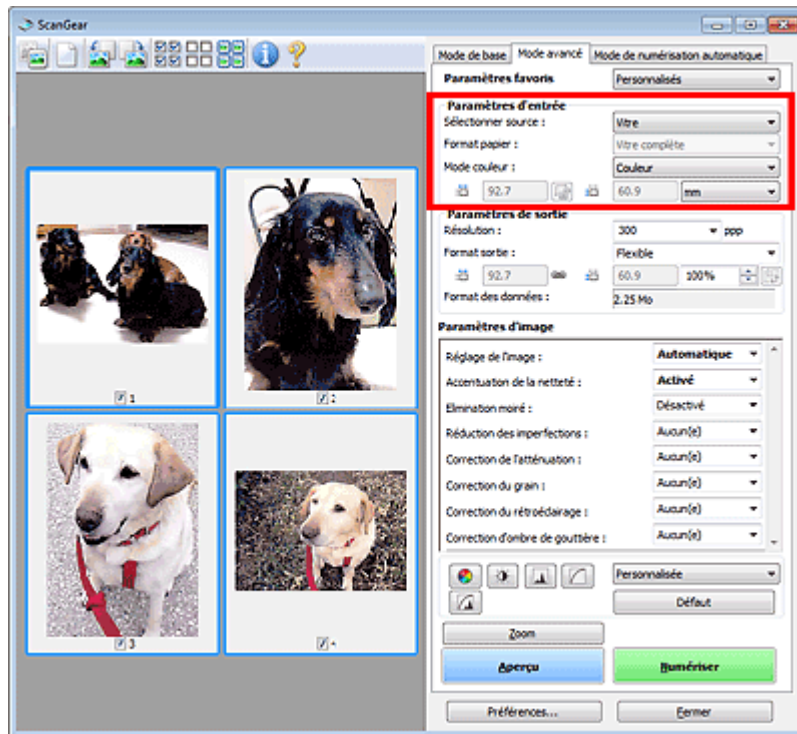 ScanGear
Mode de base Mode avancé Mode de numérisation automatique
Paramètres favoris Personnalisés
Paramètres d'entrée
Sélectionner source : Vitre
Format papier : Vitre complète
Mode couleur : Couleur
92.7 60.9 mm
Paramètres de sortie
Résolution : 300 ppp
Format sortie : Flexible
92.7 60.9 100%
Format des données : 2.25 Mo
Paramètres d'image
Réglage de l'image : Automatique
Accentuation de la netteté : Activé
Elimination moiré : Désactivé
Réduction des imperfections : Aucun(e)
Correction de l'atténuation : Aucun(e)
Correction du grain : Aucun(e)
Correction du rétroéclairage : Aucun(e)
Correction d'ombre de gouttière : Aucun(e)
Personnalisée
Défaut
Zoom
Aperçu Numériser
Préférences... Fermer
1 2
3 4